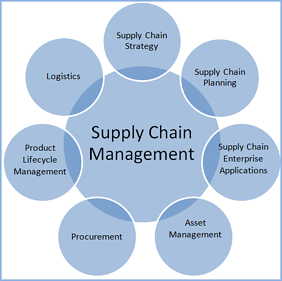 Supply Chain
Strategy
Supply Chain
Planning
Supply Chain
Enterprise
Applications
Asset
Management
Procurement
Product
Lifecycle
Management
Logistics
Supply Chain
Management